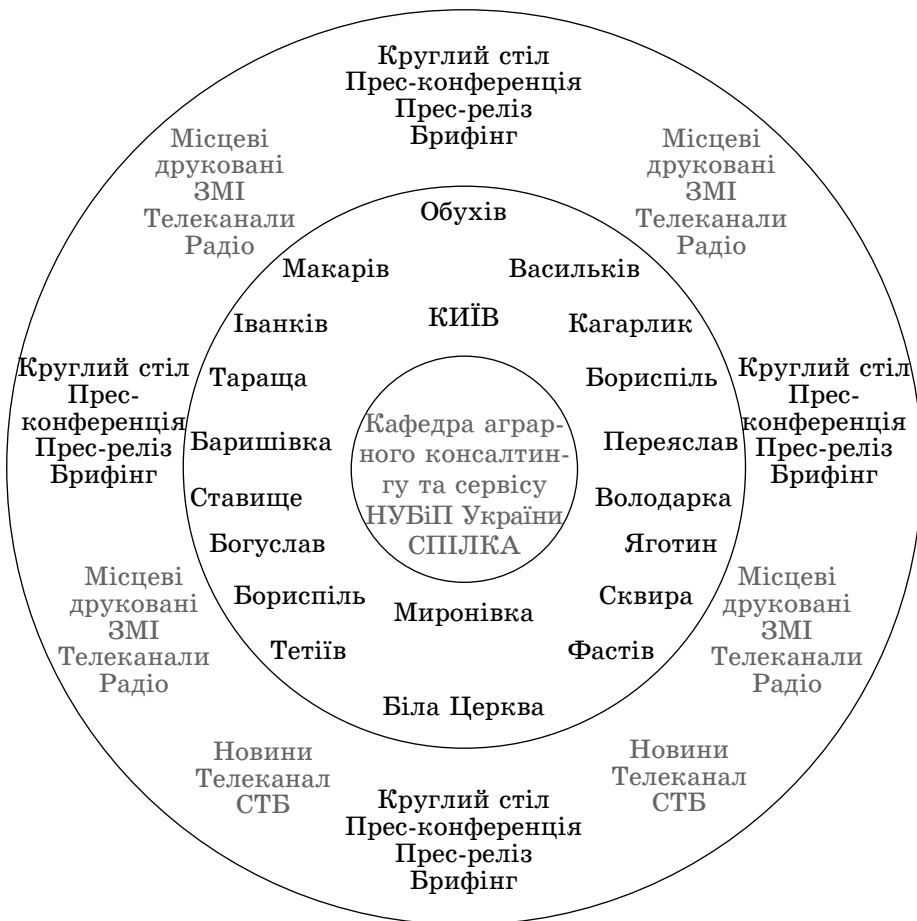 Круглий стіл
Прес-конференція
Прес-реліз
Брифінг
Місцеві
друковані
ЗМІ
Телеканали
Радіо
Місцеві
друковані
ЗМІ
Телеканали
Радіо
Обухів
Макарів
Васильків
Іванків
КИЇВ
Кагарлик
Тараща
Бориспіль
Баришівка
Переяслав
Ставище
Володарка
Богуслав
Яготин
Бориспіль
Миронівка
Сквира
Тетіїв
Фастів
Біла Церква
Кафедра аграр-
ного консалтин-
гу та сервісу
НУБіП України
СПІЛКА
Круглий стіл
Прес-
конференція
Прес-реліз
Брифінг
Круглий стіл
Прес-
конференція
Прес-реліз
Брифінг
Місцеві
друковані
ЗМІ
Телеканали
Радіо
Місцеві
друковані
ЗМІ
Телеканали
Радіо
Новини
Телеканал
СТБ
Новини
Телеканал
СТБ
Круглий стіл
Прес-конференція
Прес-реліз
Брифінг